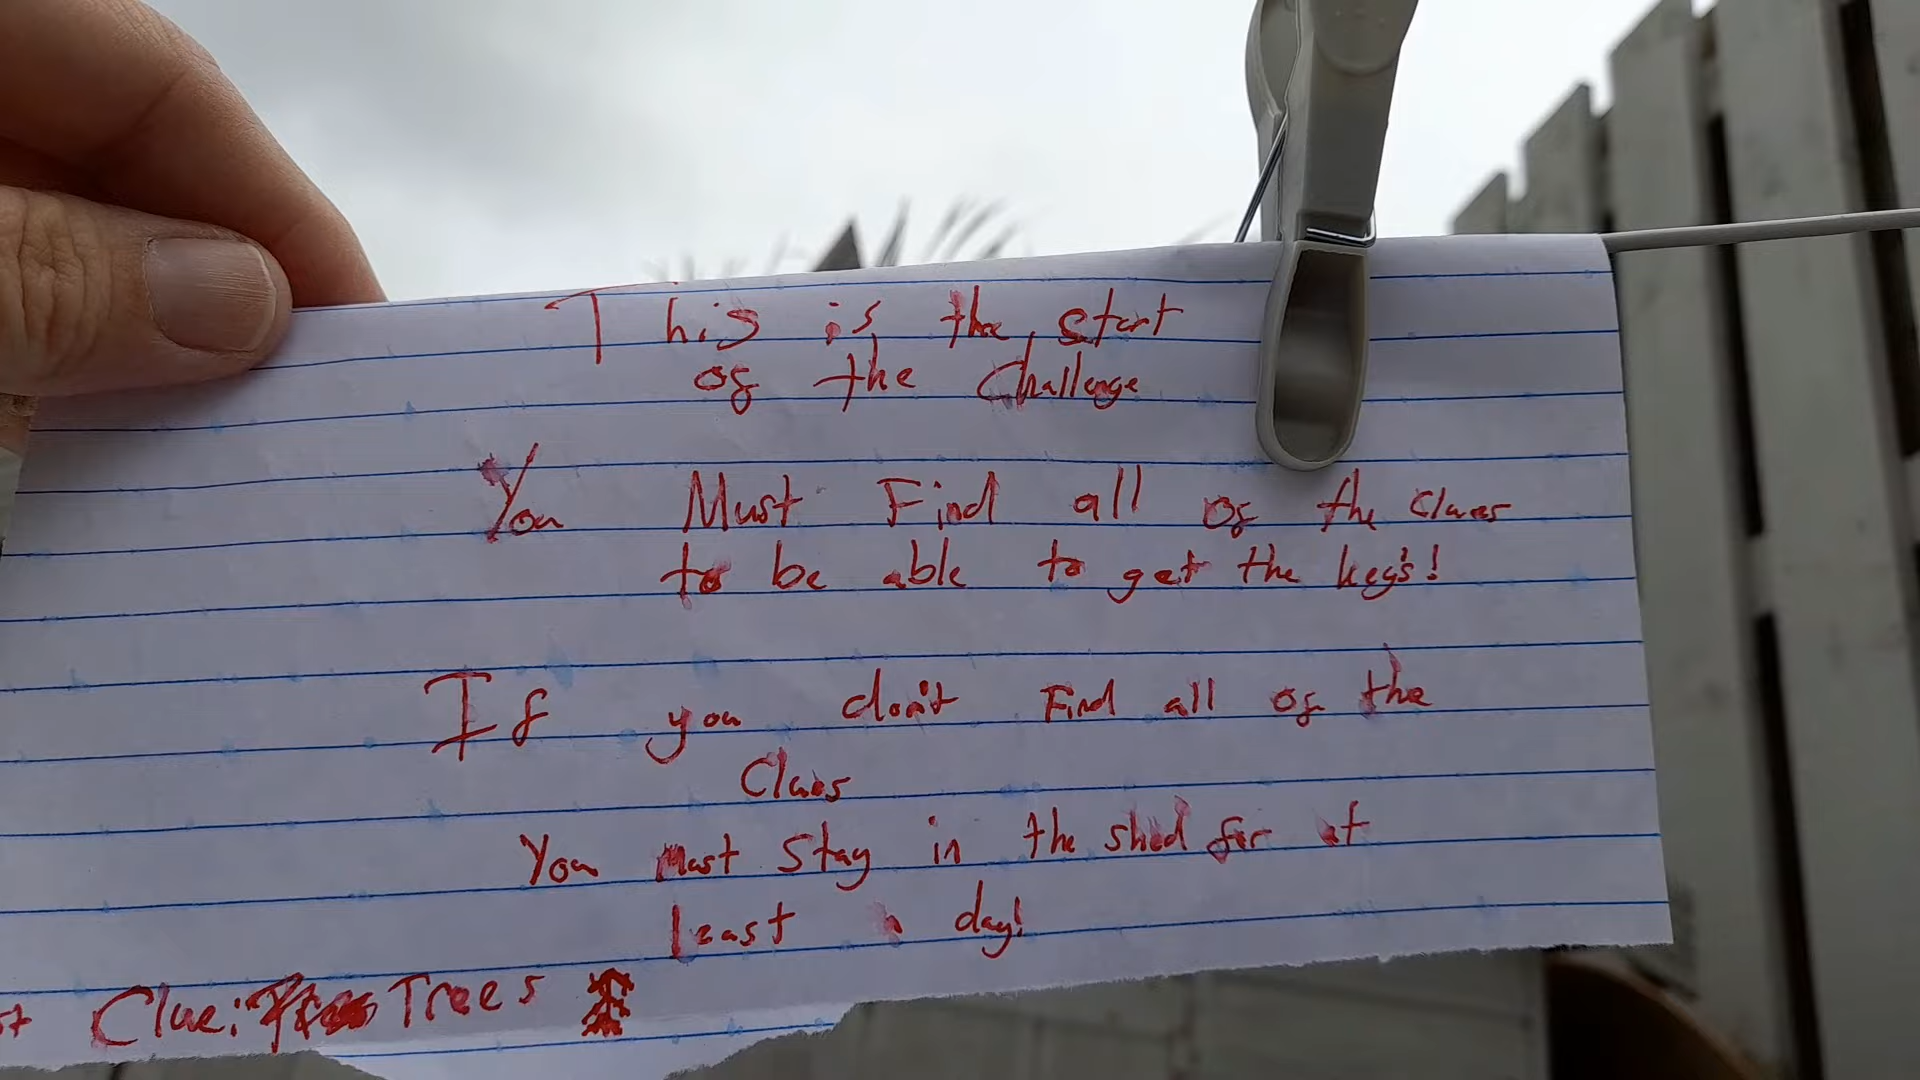 This is the start
of the Challenge
You Must Find all of the Clues
to be able to get the keys!
If you don't Find all of the
Clues
You Must Stay in the shed for at
least a day!
st Clue: Trees